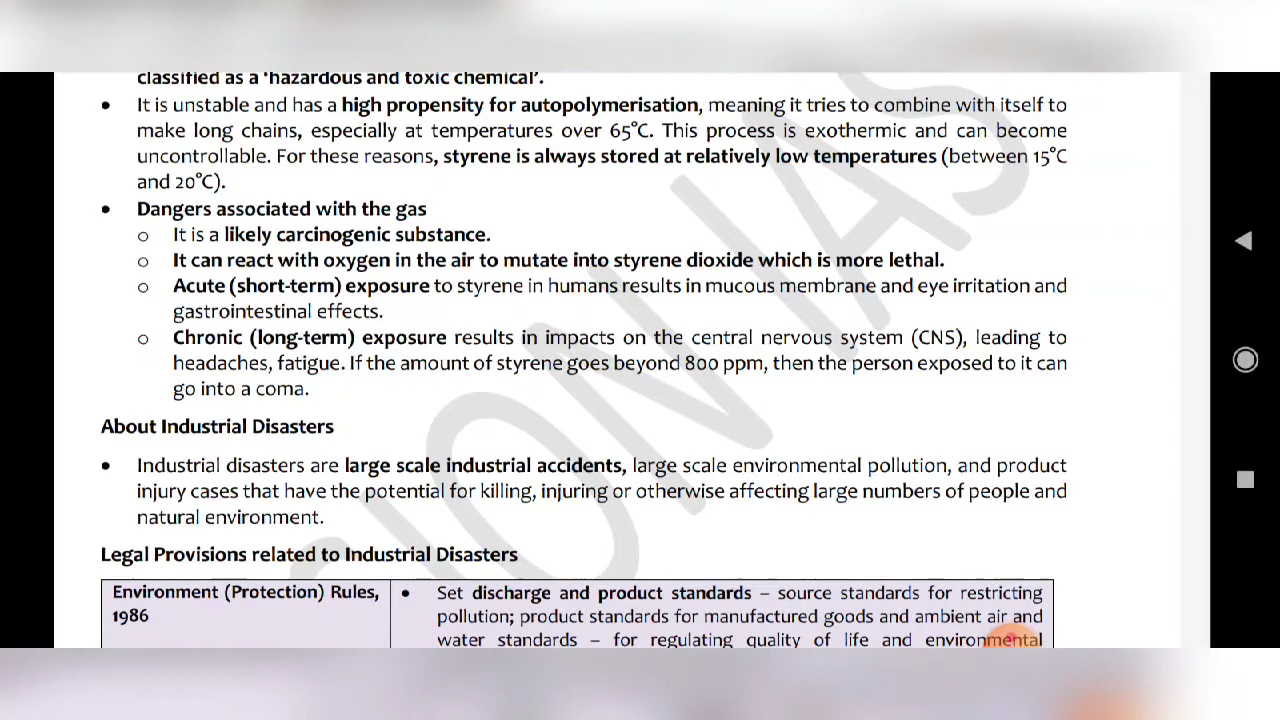 classified as a ‘hazardous and toxic chemical’.
• It is unstable and has a high propensity for autopolymerisation, meaning it tries to combine with itself to
make long chains, especially at temperatures over 65°C. This process is exothermic and can become
uncontrollable. For these reasons, styrene is always stored at relatively low temperatures (between 15°C
and 20°C).
• Dangers associated with the gas
o It is a likely carcinogenic substance.
o It can react with oxygen in the air to mutate into styrene dioxide which is more lethal.
o Acute (short-term) exposure to styrene in humans results in mucous membrane and eye irritation and
gastrointestinal effects.
o Chronic (long-term) exposure results in impacts on the central nervous system (CNS), leading to
headaches, fatigue. If the amount of styrene goes beyond 800 ppm, then the person exposed to it can
go into a coma.
About Industrial Disasters
• Industrial disasters are large scale industrial accidents, large scale environmental pollution, and product
injury cases that have the potential for killing, injuring or otherwise affecting large numbers of people and
natural environment.
Legal Provisions related to Industrial Disasters
Environment (Protection) Rules,
1986
• Set discharge and product standards – source standards for restricting
pollution; product standards for manufactured goods and ambient air and
water standards – for regulating quality of life and environmental
SION IAS